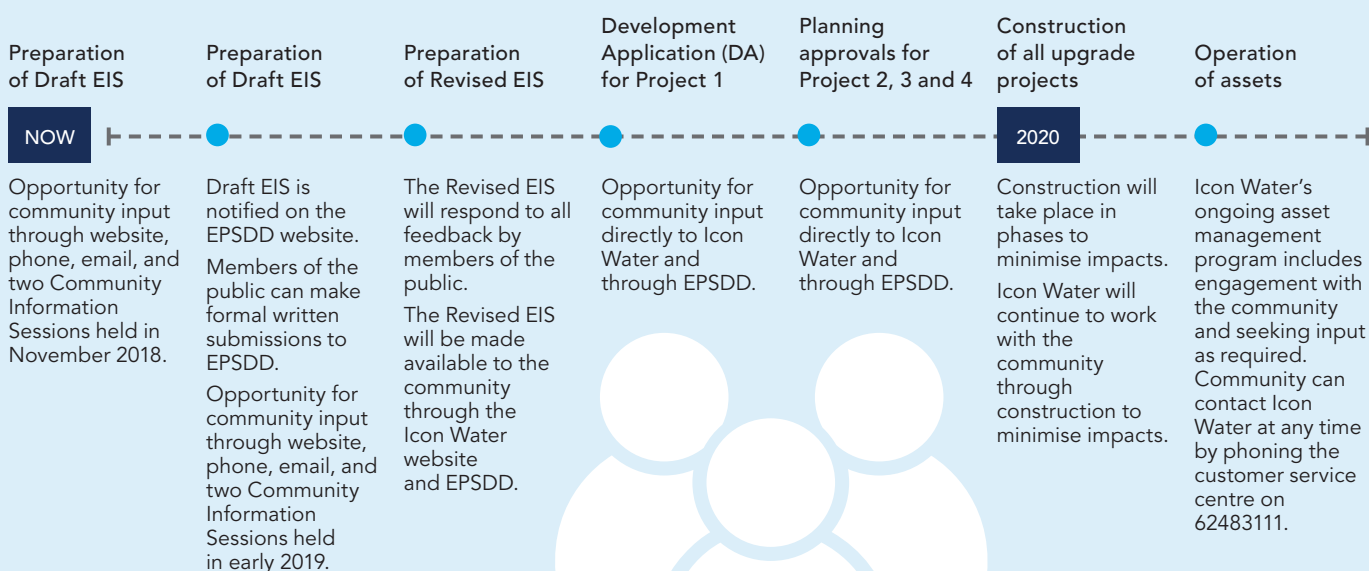 Preparation
of Draft EIS
NOW
Opportunity for
community input
through website,
phone, email, and
two Community
Information
Sessions held in
November 2018.
Preparation
of Draft EIS
Draft EIS is
notified on the
EPSDD website.
Members of the
public can make
formal written
submissions to
EPSDD.
Opportunity for
community input
through website,
phone, email, and
two Community
Information
Sessions held
in early 2019.
Preparation
of Revised EIS
The Revised EIS
will respond to all
feedback by
members of the
public.
The Revised EIS
will be made
available to the
community
through the
Icon Water
website
and EPSDD.
Development
Application (DA)
for Project 1
Opportunity for
community input
directly to Icon
Water and
through EPSDD.
Planning
approvals for
Project 2, 3 and 4
Opportunity for
community input
directly to Icon
Water and
through EPSDD.
Construction
of all upgrade
projects
2020
Construction will
take place in
phases to
minimise impacts.
Icon Water will
continue to work
with the
community
through
construction to
minimise impacts.
Operation
of assets
Icon Water's
ongoing asset
management
program includes
engagement with
the community
and seeking input
as required.
Community can
contact Icon
Water at any time
by phoning the
customer service
centre on
62483111.